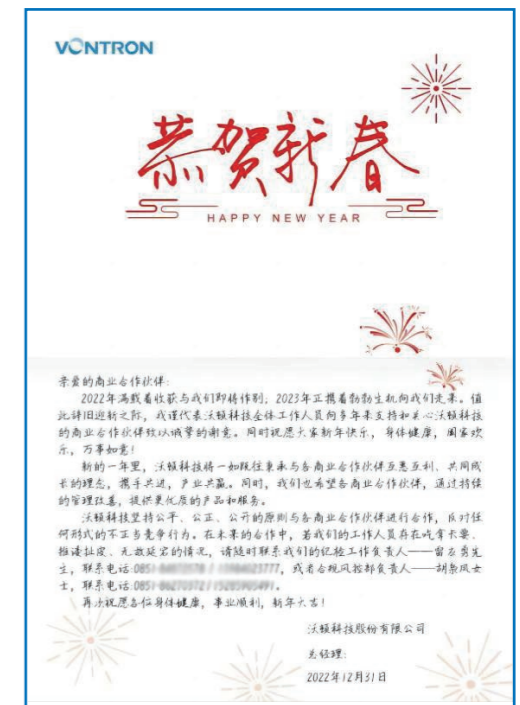 VONTRON
恭贺新春
HAPPY NEW YEAR
亲爱的商业合作伙伴：
2022年满载着收获与我们即将作别，2023年正携着勃勃生机向我们走来。值
此辞旧迎新之际，我谨代表沃顿科技全体工作人员向多年来支持和关心沃顿科技
的商业合作伙伴致以诚挚的谢意。同时祝愿大家新年快乐，身体健康，阖家欢
乐，万事如意！
新的一年里，沃顿科技将一如既往秉承与各商业合作伙伴互惠互利、共同成
长的理念，携手共进，产业共赢。同时，我们也希望各商业合作伙伴，通过持续
的管理改善，提供更优质的产品和服务。
沃顿科技坚持公平、公正、公开的原则与各商业合作伙伴进行合作，反对任
何形式的不正当竞争行为。在未来的合作中，若我们的工作人员存在吃拿卡要、
推诿扯皮、无故延宕的情况，请随时联系我们的纪检工作负责人——
生，联系电话：，或者合规风控部负责人——胡条凤女
士，联系电话：。
再次祝愿各位身体健康，事业顺利，新年大吉！
沃顿科技股份有限公司
总经理：
2022年12月31日